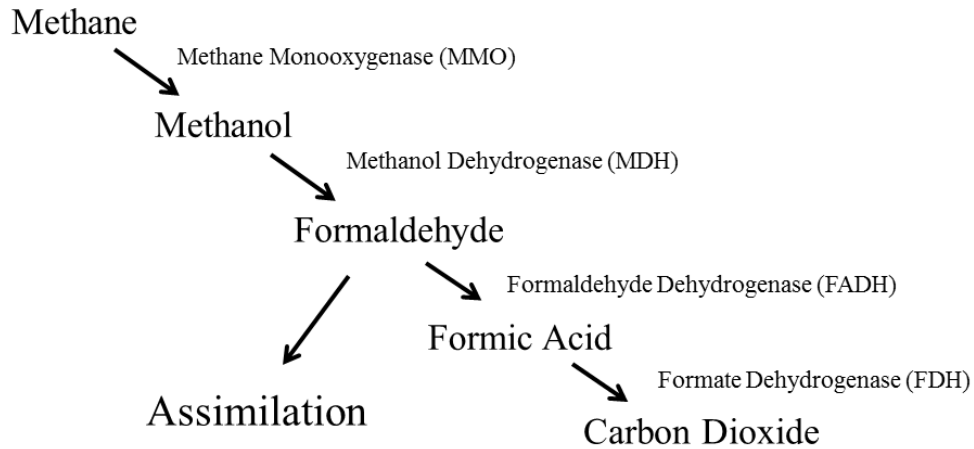 Methane
Methane Monooxygenase (MMO)
Methanol
Methanol Dehydrogenase (MDH)
Formaldehyde
Formaldehyde Dehydrogenase (FADH)
Formic Acid
Formate Dehydrogenase (FDH)
Assimilation
Carbon Dioxide